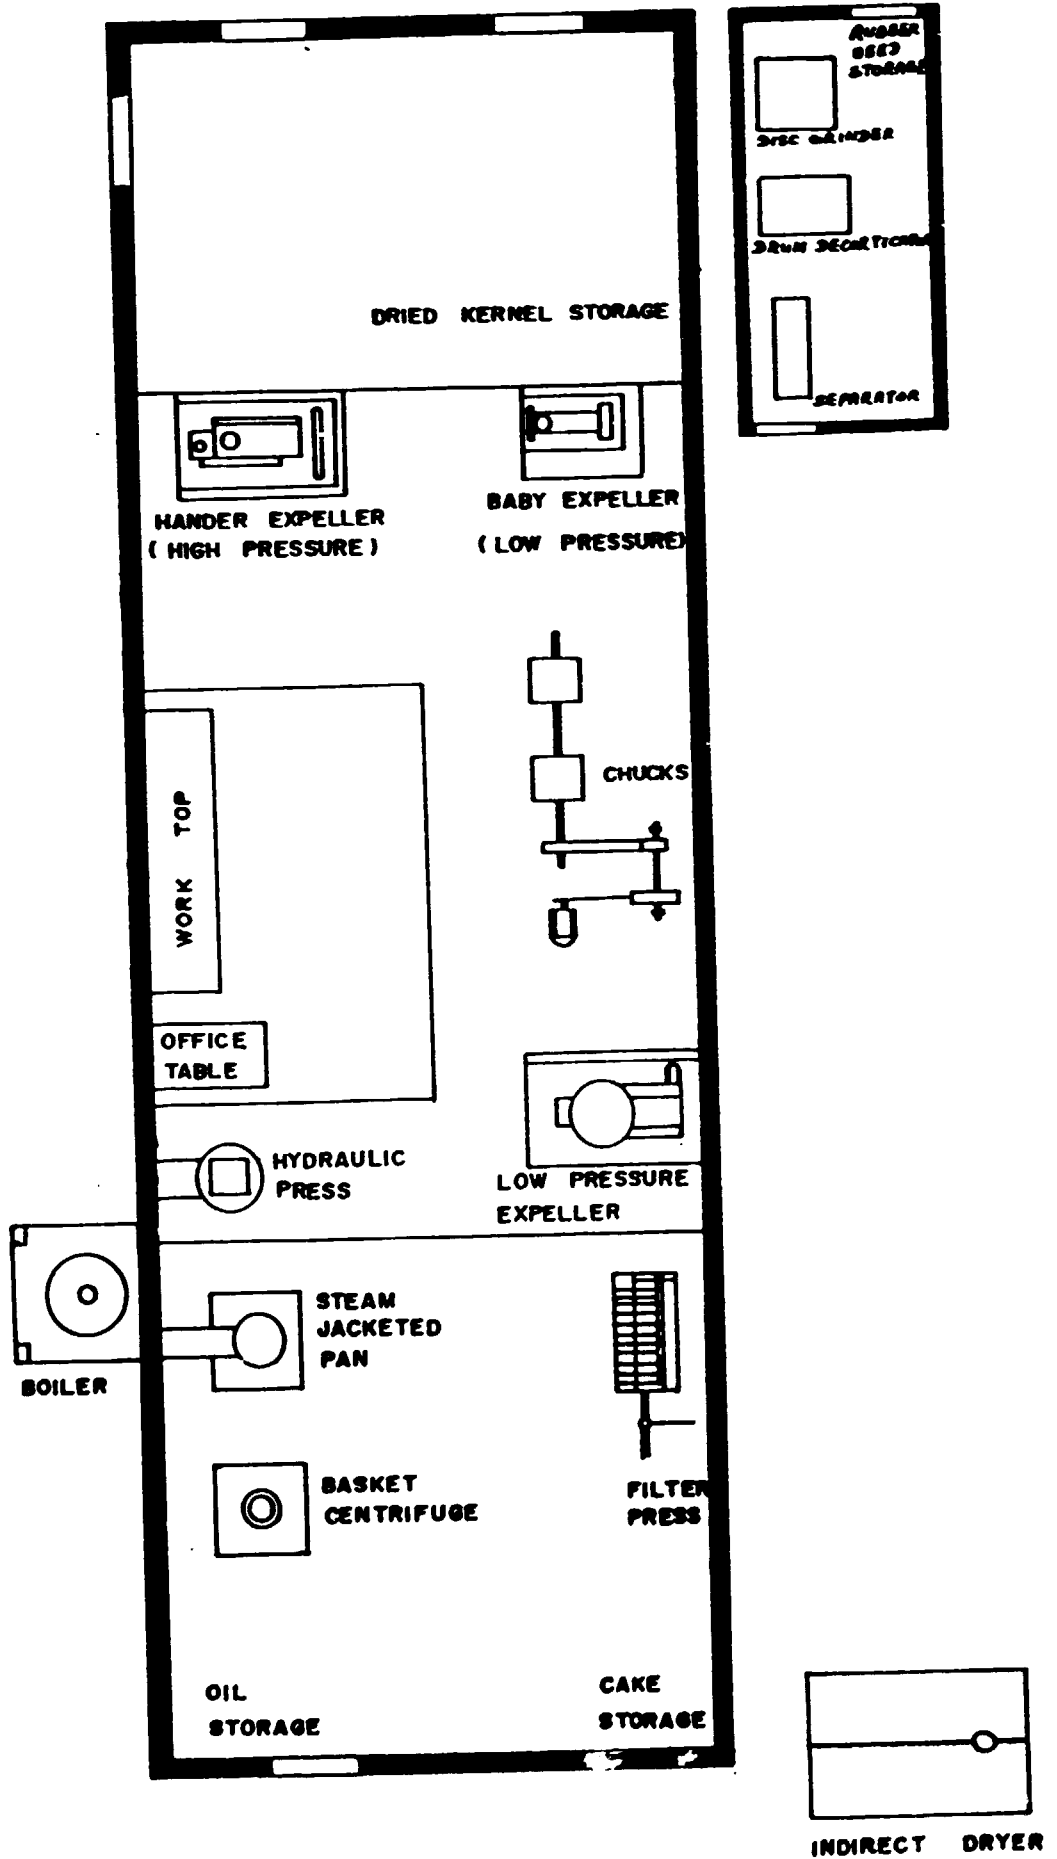 RUBBER
SEED
STORAGE
DISC GRINDER
DRUM DECORTICATOR
SEPARATOR
DRIED KERNEL STORAGE
HANDER EXPELLER
(HIGH PRESSURE)
BABY EXPELLER
(LOW PRESSURE)
CHUCKS
WORK TOP
OFFICE
TABLE
HYDRAULIC
PRESS
LOW PRESSURE
EXPELLER
BOILER
STEAM
JACKETED
PAN
BASKET
CENTRIFUGE
FILTER
PRESS
OIL
STORAGE
CAKE
STORAGE
INDIRECT DRYER